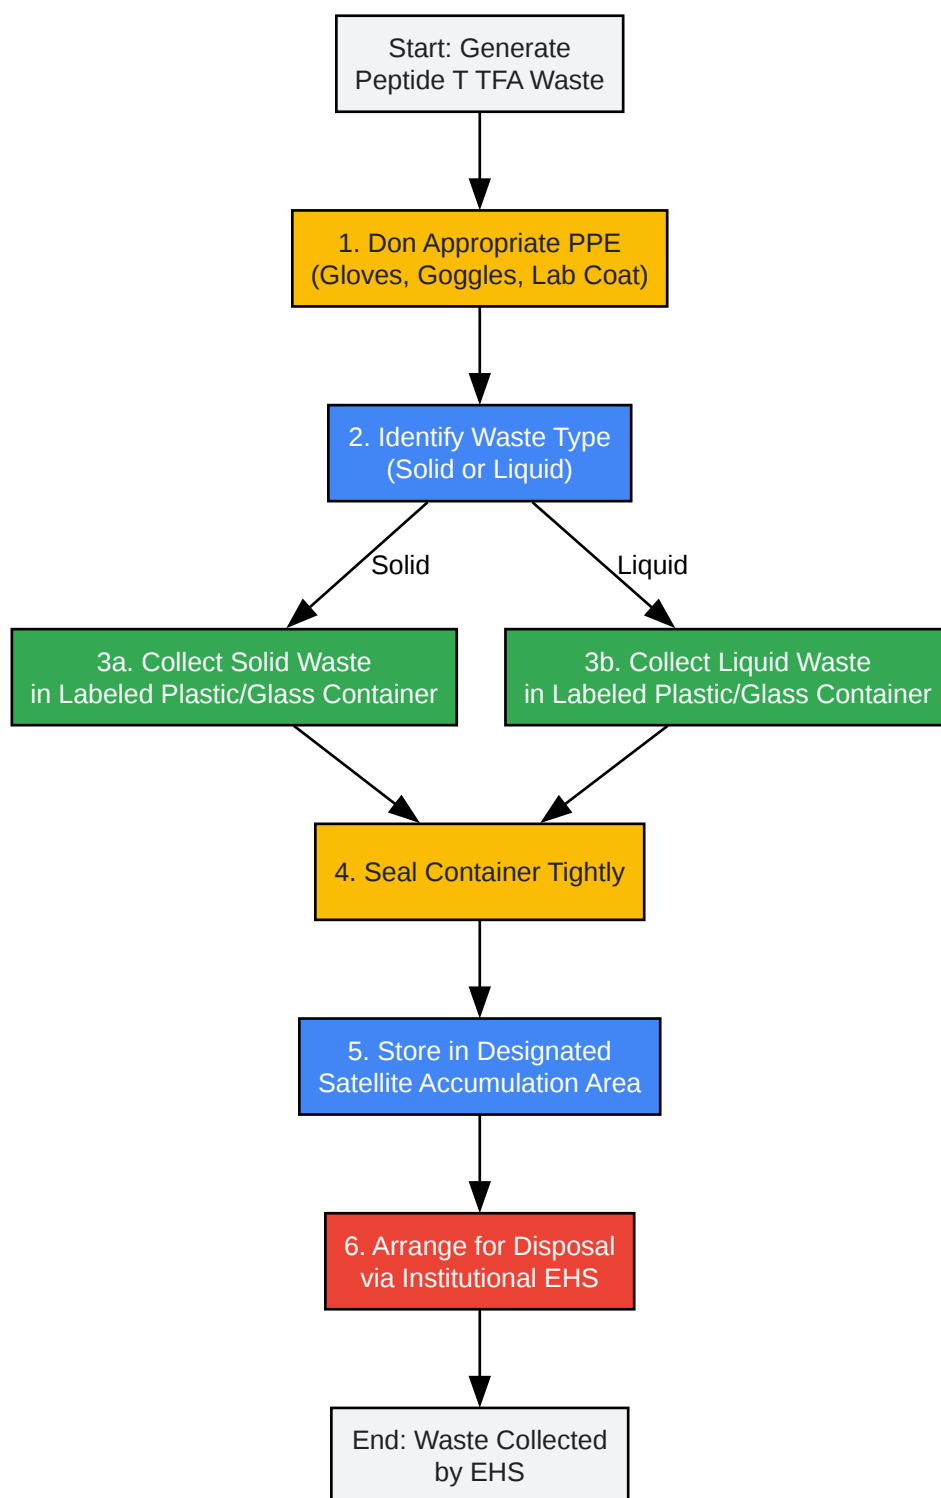 Start: Generate
Peptide T TFA Waste
1. Don Appropriate PPE
(Gloves, Goggles, Lab Coat)
2. Identify Waste Type
(Solid or Liquid)
Solid
Liquid
3a. Collect Solid Waste
in Labeled Plastic/Glass Container
3b. Collect Liquid Waste
in Labeled Plastic/Glass Container
4. Seal Container Tightly
5. Store in Designated
Satellite Accumulation Area
6. Arrange for Disposal
via Institutional EHS
End: Waste Collected
by EHS